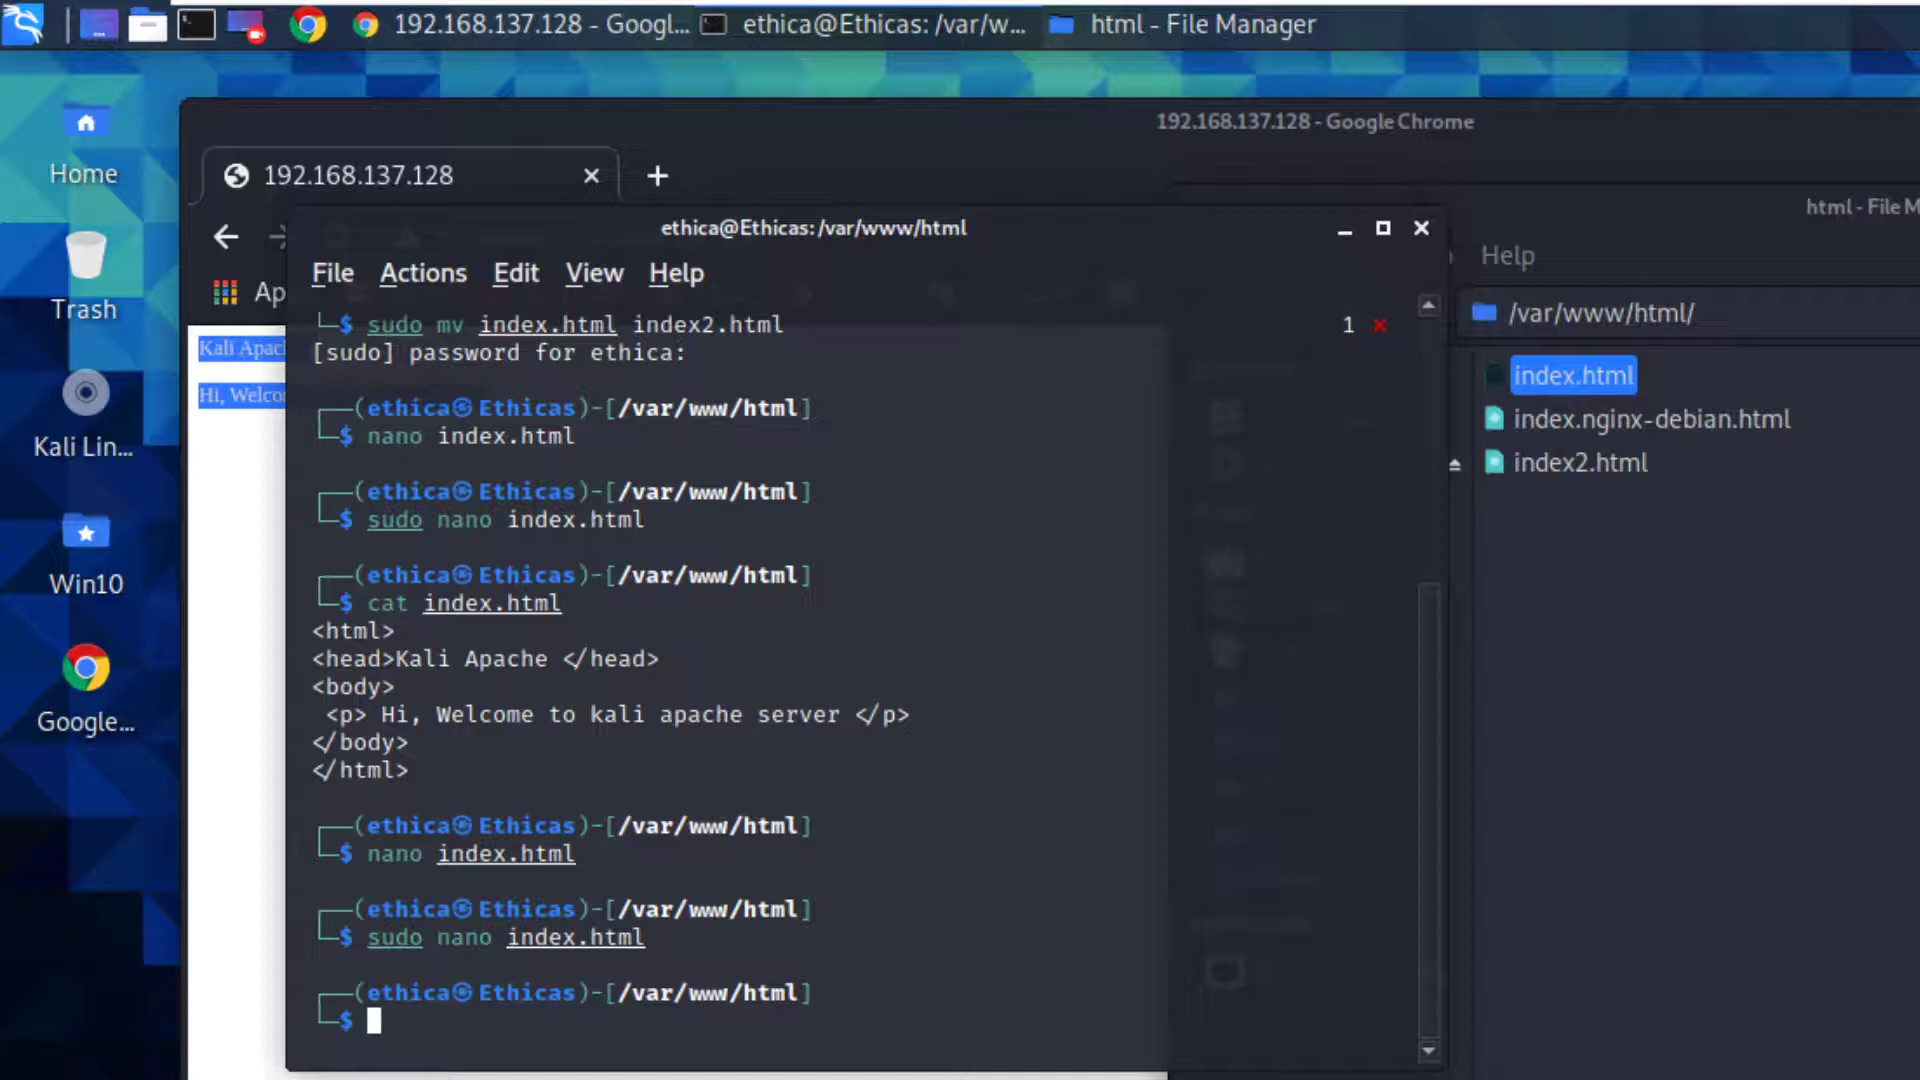 192.168.137.128 - Googl...
ethica@Ethicas: /var/w...
html - File Manager
Home
Trash
Kali Lin...
Win10
Google...
192.168.137.128 - Google Chrome
192.168.137.128
Ap
Kali Apac
Hi, Welco
ethica@Ethicas:/var/www/html
File Actions Edit View Help
└─$ sudo mv index.html index2.html 1 ✗
[sudo] password for ethica:
┌──(ethica㉿Ethicas)-[/var/www/html]
└─$ nano index.html
┌──(ethica㉿Ethicas)-[/var/www/html]
└─$ sudo nano index.html
┌──(ethica㉿Ethicas)-[/var/www/html]
└─$ cat index.html
<html>
<head>Kali Apache </head>
<body>
<p> Hi, Welcome to kali apache server </p>
</body>
</html>
┌──(ethica㉿Ethicas)-[/var/www/html]
└─$ nano index.html
┌──(ethica㉿Ethicas)-[/var/www/html]
└─$ sudo nano index.html
┌──(ethica㉿Ethicas)-[/var/www/html]
└─$
html - File M
Help
/var/www/html/
index.html
index.nginx-debian.html
index2.html